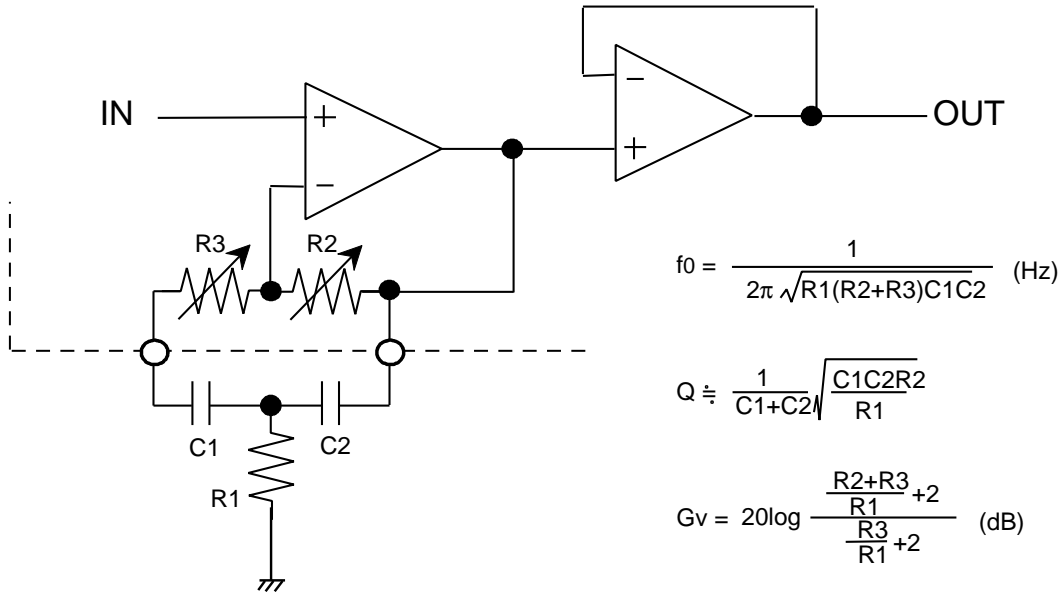 IN
+
−
R3
R2
C1
C2
R1
−
+
OUT
f0 = 1 / 2π √R1(R2+R3)C1C2 (Hz)
Q ≒ 1 / C1+C2 √C1C2R2 / R1
Gv = 20log R2+R3 / R1 +2 / R3 / R1 +2 (dB)